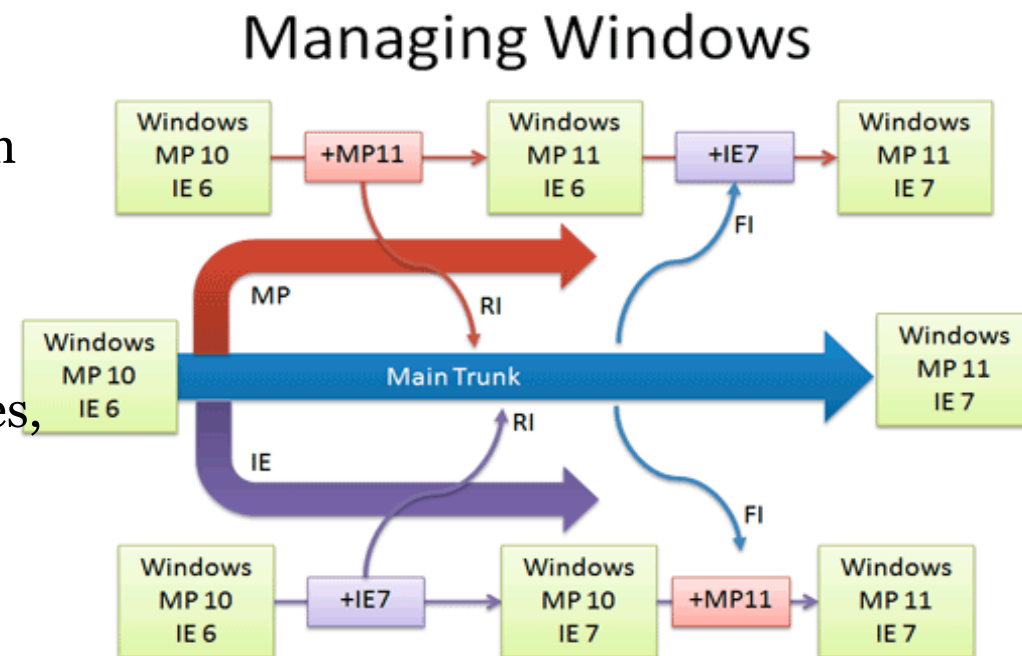 Managing Windows
n
Windows
MP 10
IE 6
+MP11
Windows
MP 11
IE 6
+IE7
Windows
MP 11
IE 7
FI
MP
RI
Windows
MP 10
IE 6
Main Trunk
Windows
MP 11
IE 7
es,
RI
IE
FI
Windows
MP 10
IE 6
+IE7
Windows
MP 10
IE 7
+MP11
Windows
MP 11
IE 7